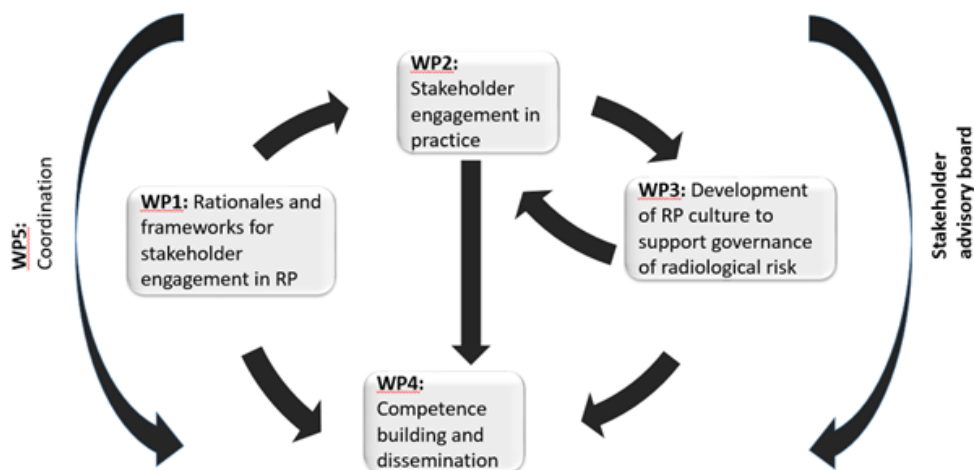 WP2:
Stakeholder
engagement in
practice
WP1: Rationales and
frameworks for
stakeholder
engagement in RP
WP3: Development
of RP culture to
support governance
of radiological risk
WP4:
Competence
building and
dissemination
WP5:
Coordination
Stakeholder
advisory board